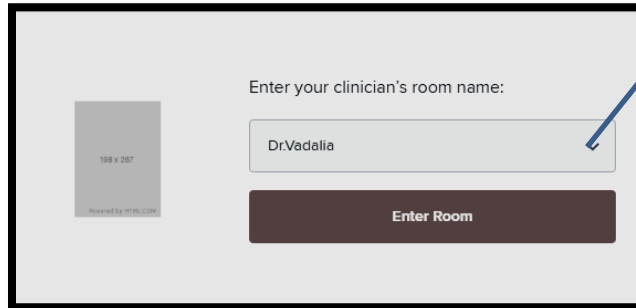 Enter your clinician's room name:
Dr.Vadalia
198 x 267
Powered by HTML.COM
Enter Room